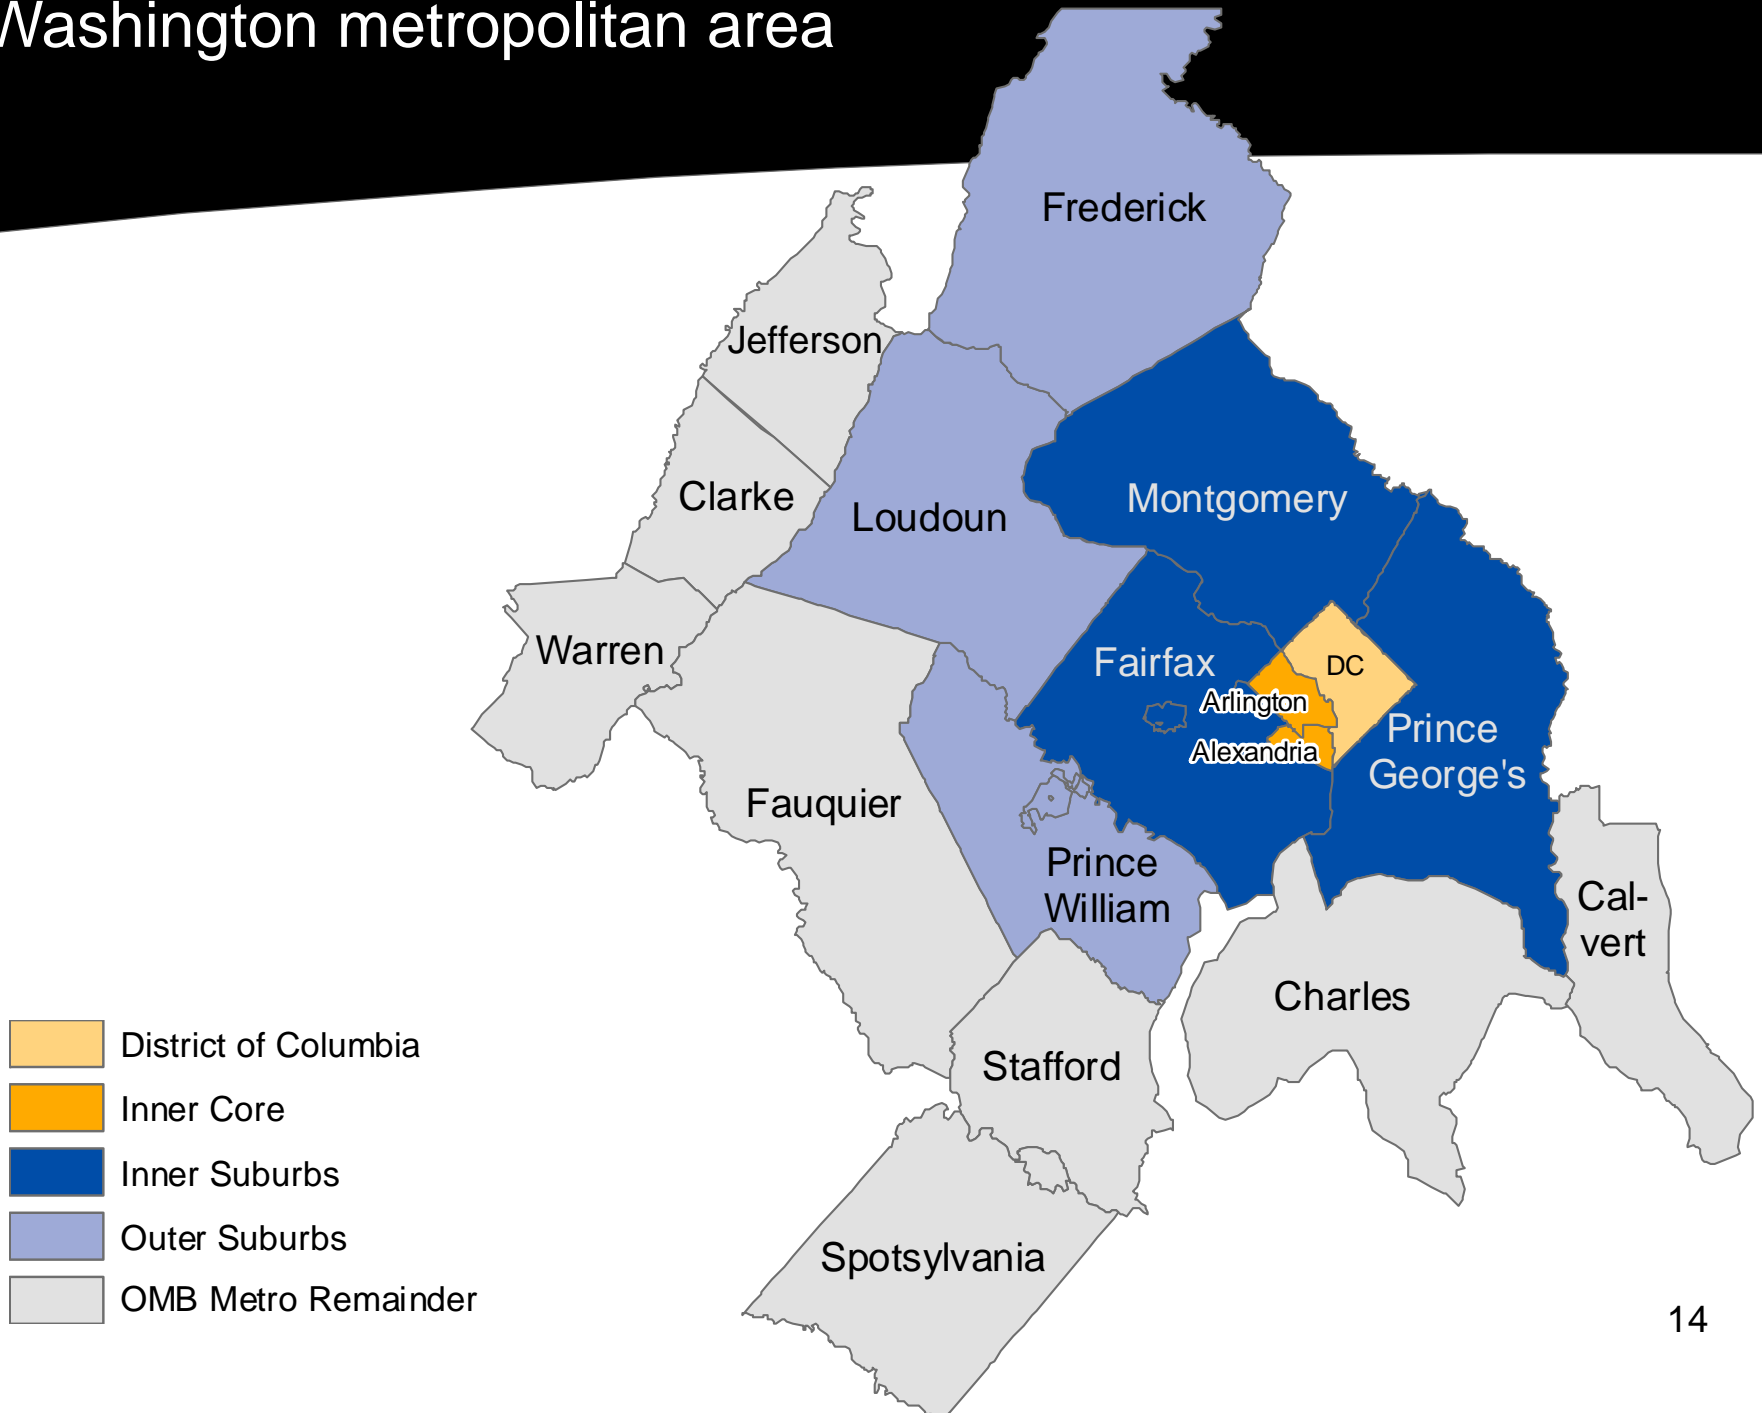 Washington metropolitan area
Frederick
Jefferson
Clarke
Loudoun
Montgomery
Warren
Fairfax
DC
Arlington
Prince
George's
Alexandria
Fauquier
Prince
William
Cal-
vert
Charles
Stafford
Spotsylvania
District of Columbia
Inner Core
Inner Suburbs
Outer Suburbs
OMB Metro Remainder
14